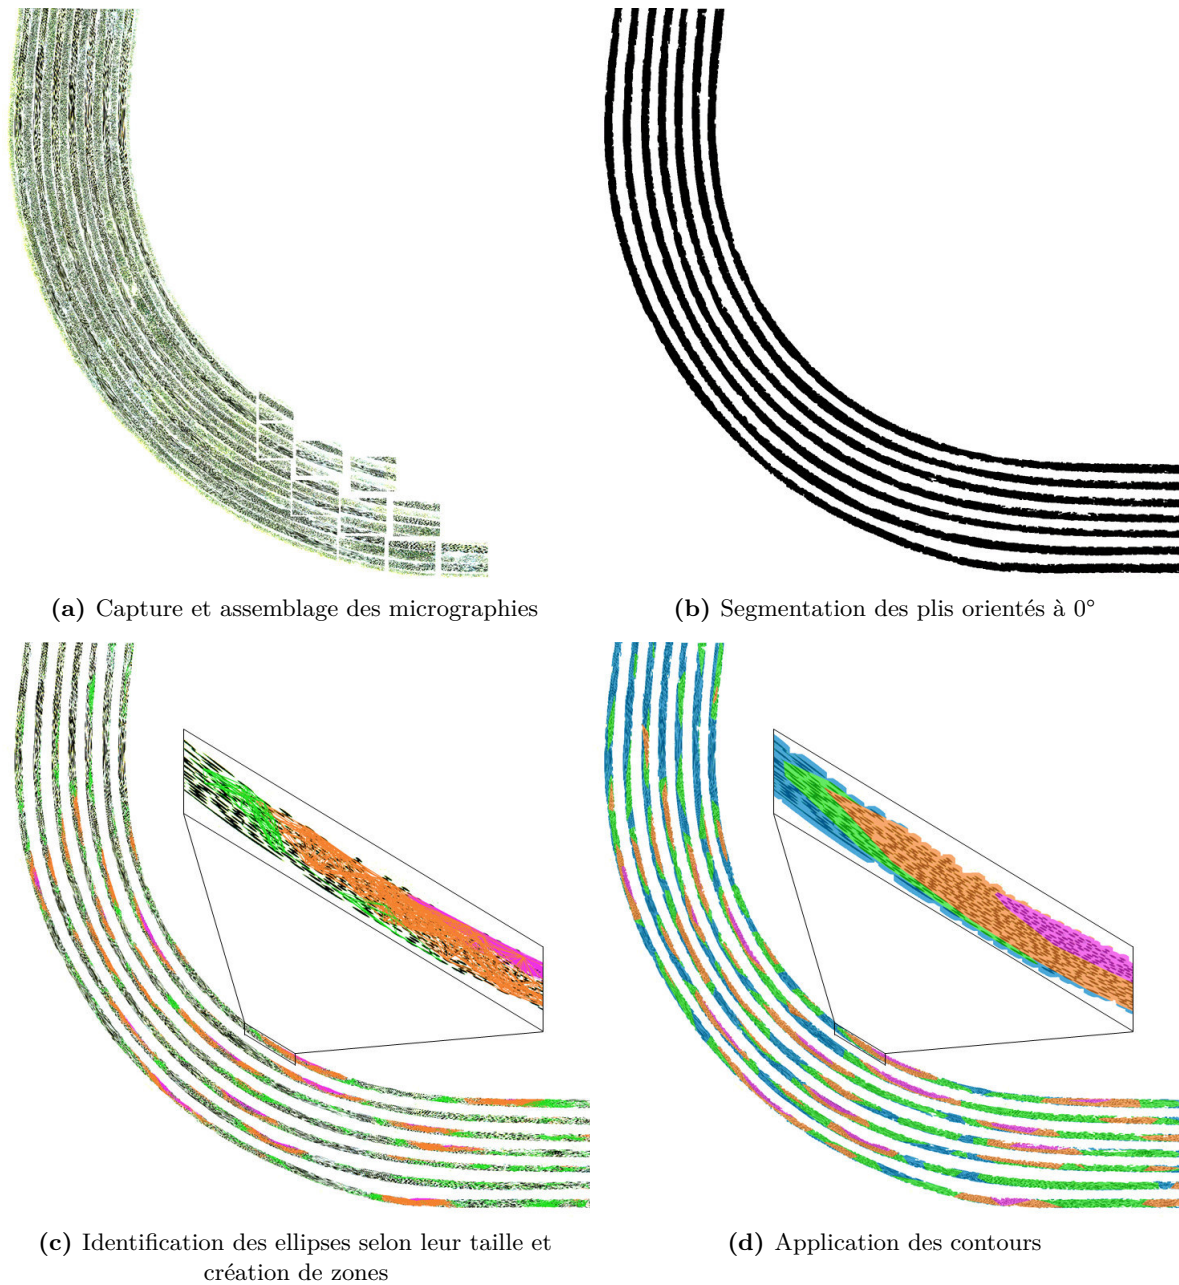 (a) Capture et assemblage des micrographies
(b) Segmentation des plis orientés à 0°
(c) Identification des ellipses selon leur taille et
création de zones
(d) Application des contours